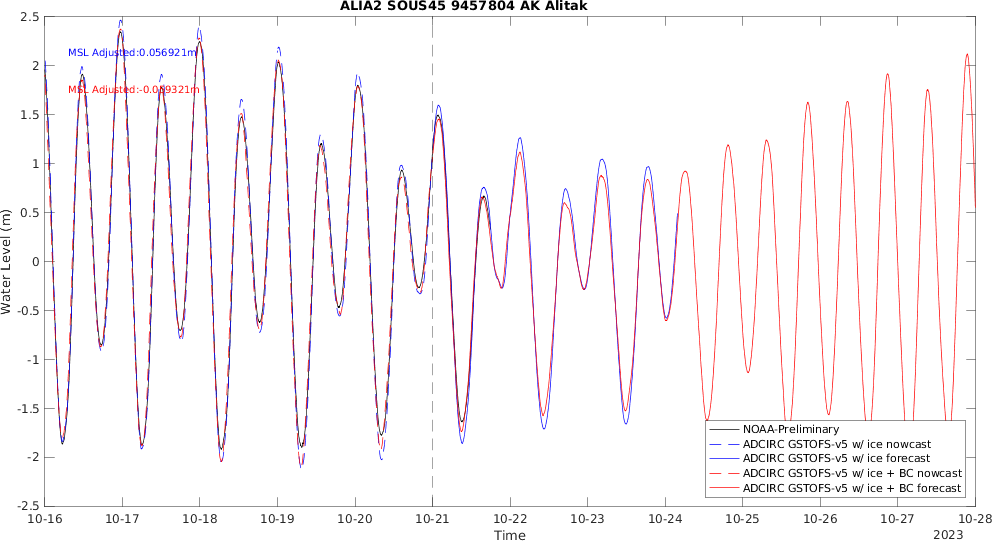 ALIA2 SOUS45 9457804 AK Alitak
MSL Adjusted:0.056921m
Water Level (m)
2.5
2
1.5
1
0.5
0
-0.5
-1
-1.5
-2
-2.5
NOAA-Preliminary
ADCIRC GSTOFS-v5 w/ ice nowcast
ADCIRC GSTOFS-v5 w/ ice forecast
ADCIRC GSTOFS-v5 w/ ice + BC nowcast
ADCIRC GSTOFS-v5 w/ ice + BC forecast
10-16 10-17 10-18 10-19 10-20 10-21 10-22 10-23 10-24 10-25 10-26 10-27 10-28
Time
2023